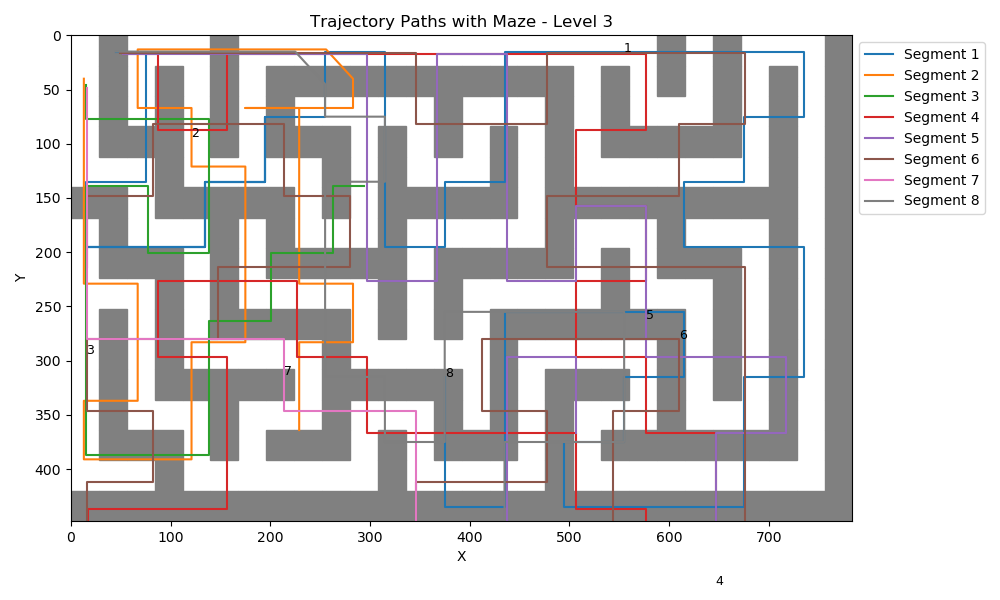 Trajectory Paths with Maze - Level 3
0
50
100
150
200
250
300
350
400
Y
0 100 200 300 400 500 600 700
X
1
2
3
4
5
6
7
8
Segment 1
Segment 2
Segment 3
Segment 4
Segment 5
Segment 6
Segment 7
Segment 8